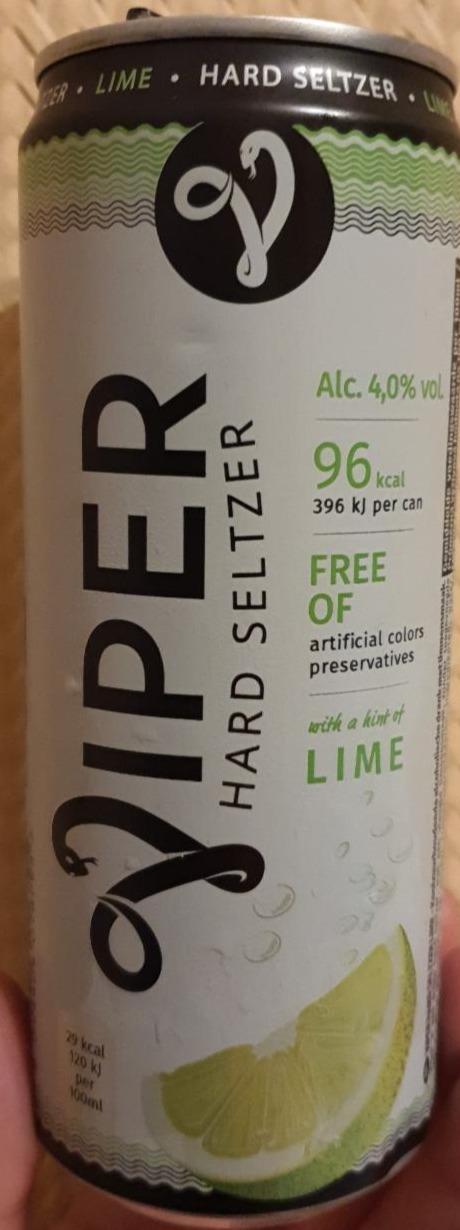 LIME • HARD SELTZER •
VIPER
HARD SELTZER
Alc. 4,0% vol.
96 kcal
396 kJ per can
FREE
OF
artificial colors
preservatives
with a hint of
LIME
29 kcal
120 kJ
per
100ml